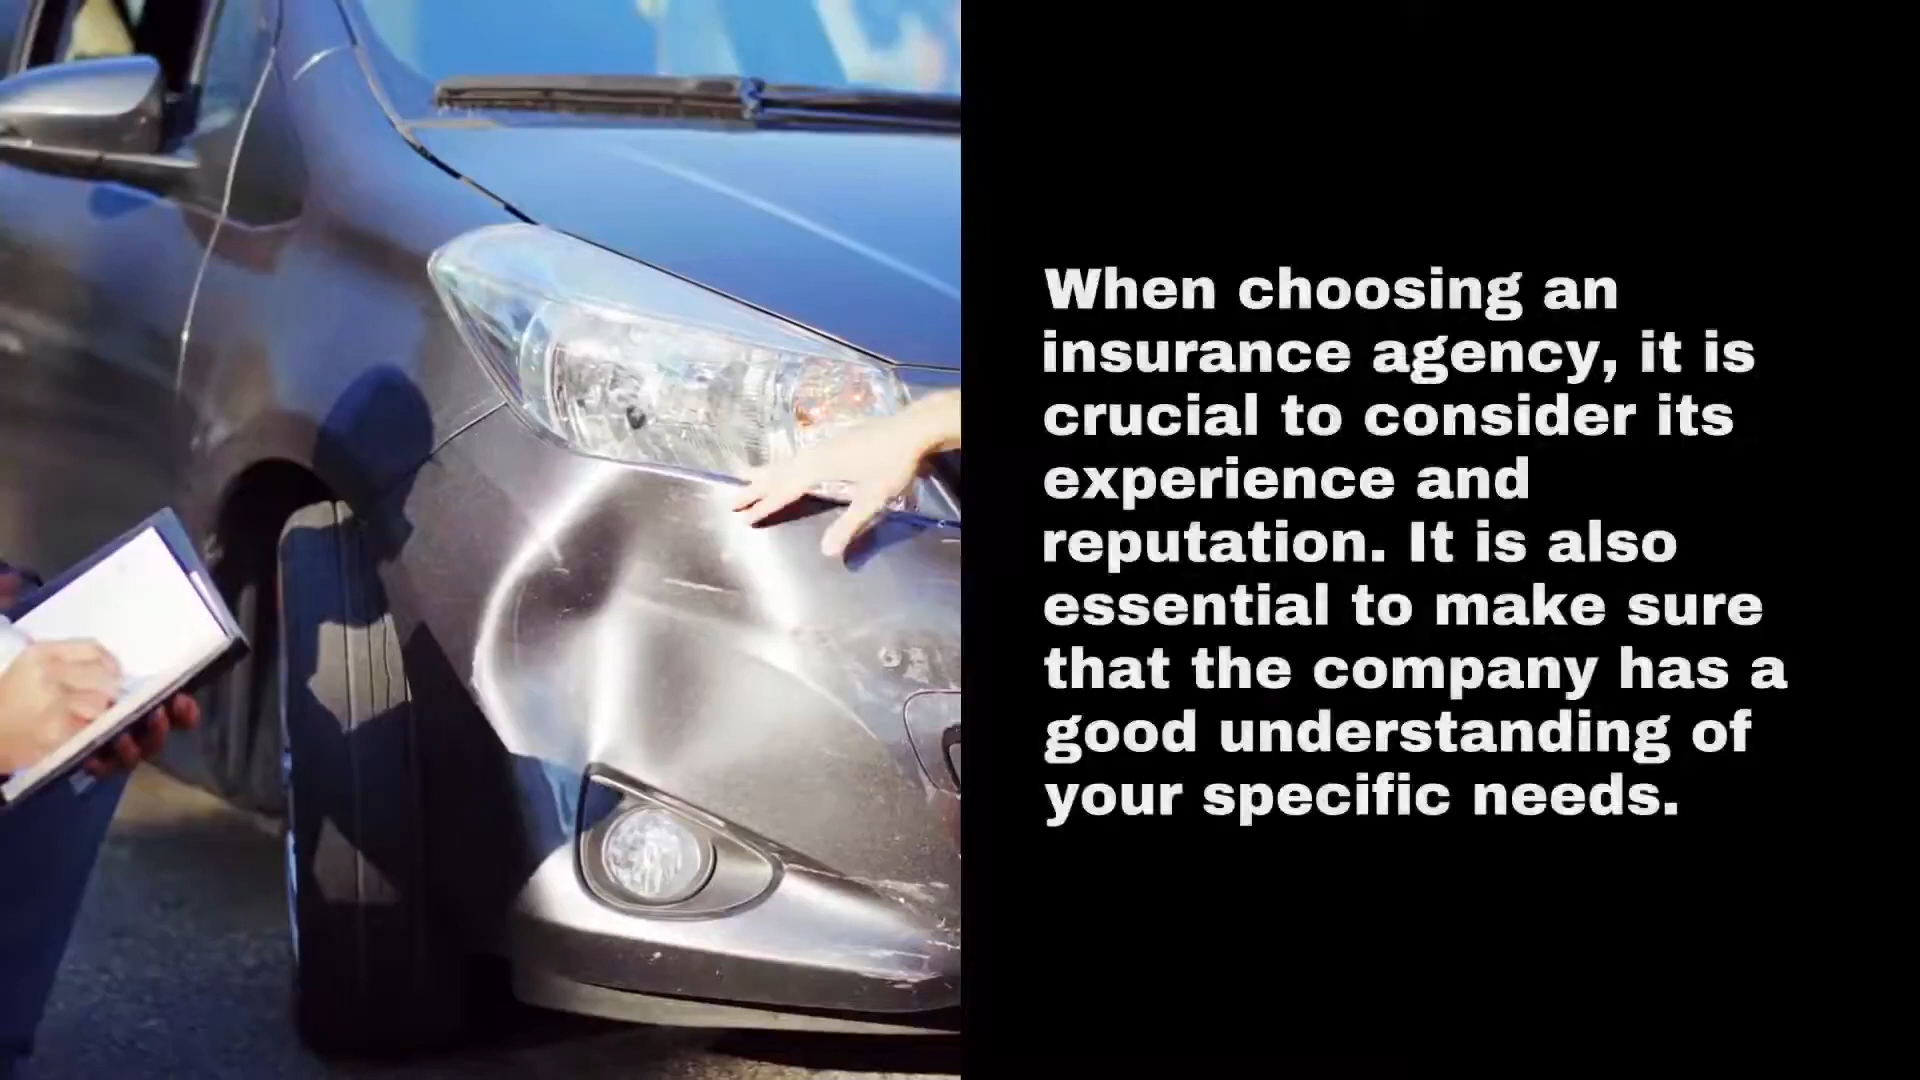 When choosing an
insurance agency, it is
crucial to consider its
experience and
reputation. It is also
essential to make sure
that the company has a
good understanding of
your specific needs.